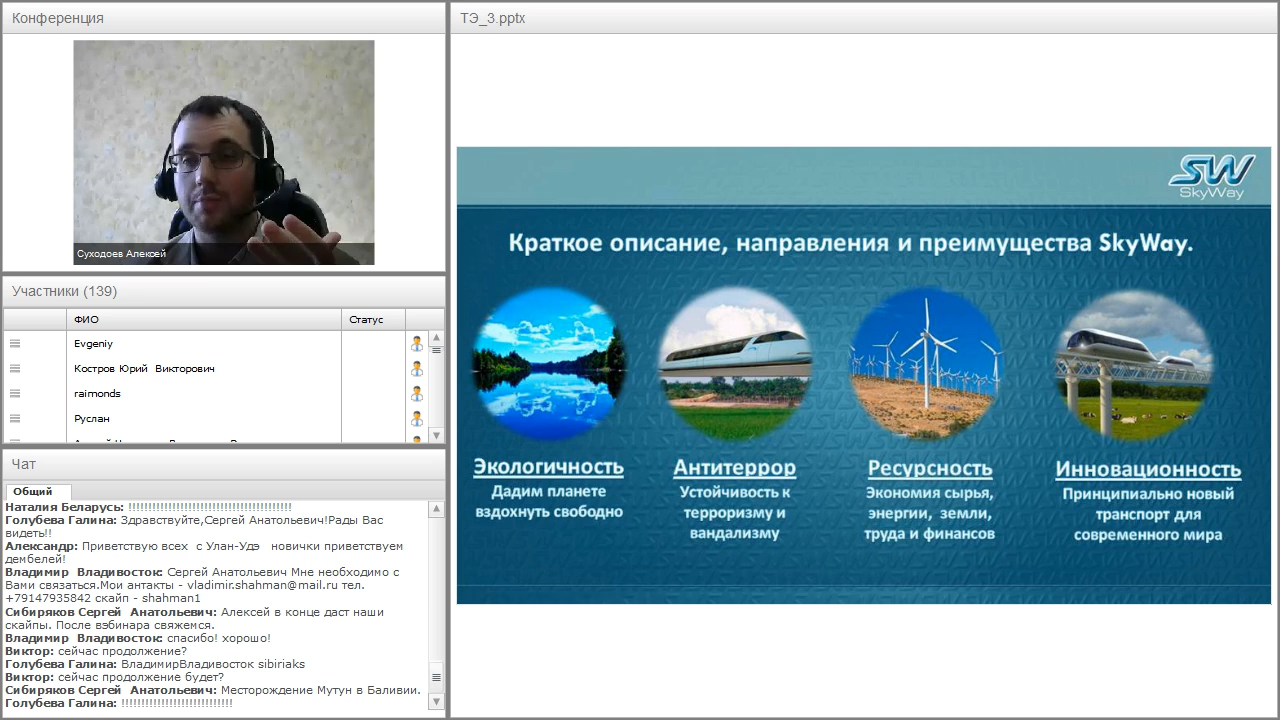 Конференция
Суходоев Алексей
Участники (139)
ФИО
Статус
Evgeniy
Костров Юрий Викторович
raimonds
Руслан
Чат
Общий
Наталия Беларусь: !!!!!!!!!!!!!!!!!!!!!!!!!!!!!!!!!!!!!!!!!
Голубева Галина: Здравствуйте,Сергей Анатольевич!Рады Вас
видеть!!
Александр: Приветствую всех с Улан-Удэ новички приветствуем
дембелей!
Владимир Владивосток: Сергей Анатольевич Мне необходимо с
Вами связаться.Мои антакты - vladimir.shahman@mail.ru тел.
+79147935842 скайп - shahman1
Сибиряков Сергей Анатольевич: Алексей в конце даст наши
скайпы. После вэбинара свяжемся.
Владимир Владивосток: спасибо! хорошо!
Виктор: сейчас продолжение?
Голубева Галина: ВладимирВладивосток sibiriaks
Виктор: сейчас продолжение будет?
Сибиряков Сергей Анатольевич: Месторождение Мутун в Баливии.
Голубева Галина: !!!!!!!!!!!!!!!!!!!!!!!!!!!!
ТЭ_3.pptx
SW
SkyWay
Краткое описание, направления и преимущества SkyWay.
Экологичность
Дадим планете
вздохнуть свободно
Антитеррор
Устойчивость к
терроризму и
вандализму
Ресурсность
Экономия сырья,
энергии, земли,
труда и финансов
Инновационность
Принципиально новый
транспорт для
современного мира